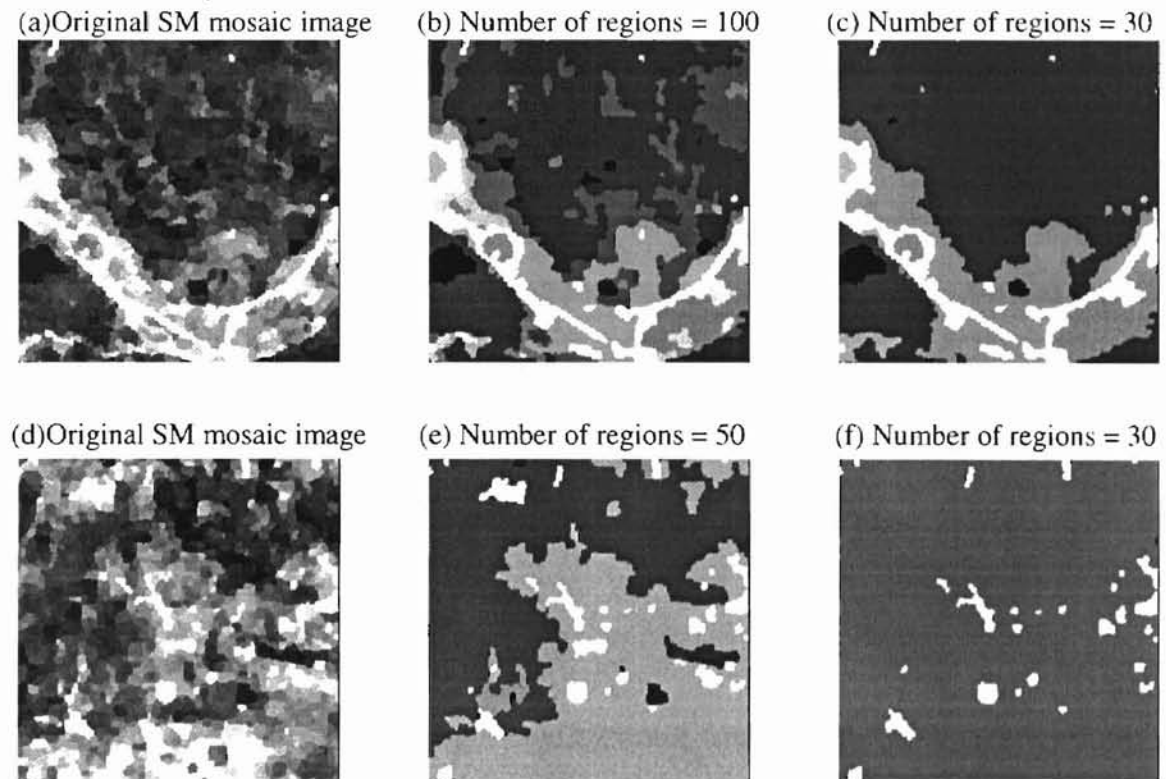 (a)Original SM mosaic image
(b) Number of regions = 100
(c) Number of regions = 30
(d)Original SM mosaic image
(e) Number of regions = 50
(f) Number of regions = 30